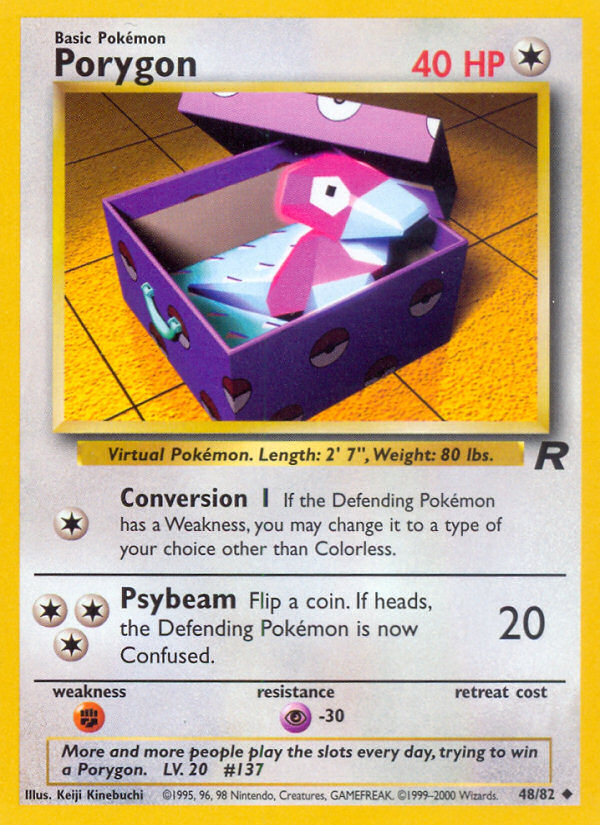 Basic Pokémon
Porygon
40 HP
Virtual Pokémon. Length: 2' 7", Weight: 80 lbs.
R
Conversion 1 If the Defending Pokémon
has a Weakness, you may change it to a type of
your choice other than Colorless.
Psybeam Flip a coin. If heads,
the Defending Pokémon is now
Confused.
20
weakness
resistance
retreat cost
-30
More and more people play the slots every day, trying to win
a Porygon. LV. 20 #137
Illus. Keiji Kinebuchi ©1995, 96, 98 Nintendo, Creatures, GAMEFREAK. ©1999-2000 Wizards. 48/82